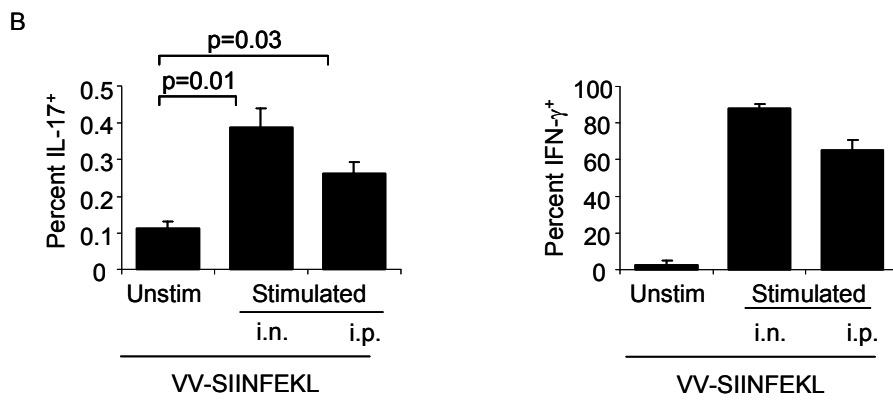 B
p=0.03
p=0.01
Percent IL-17+
0.5
0.4
0.3
0.2
0.1
0
Unstim
Stimulated
i.n.
i.p.
VV-SIINFEKL
Percent IFN-γ+
100
80
60
40
20
0
Unstim
Stimulated
i.n.
i.p.
VV-SIINFEKL